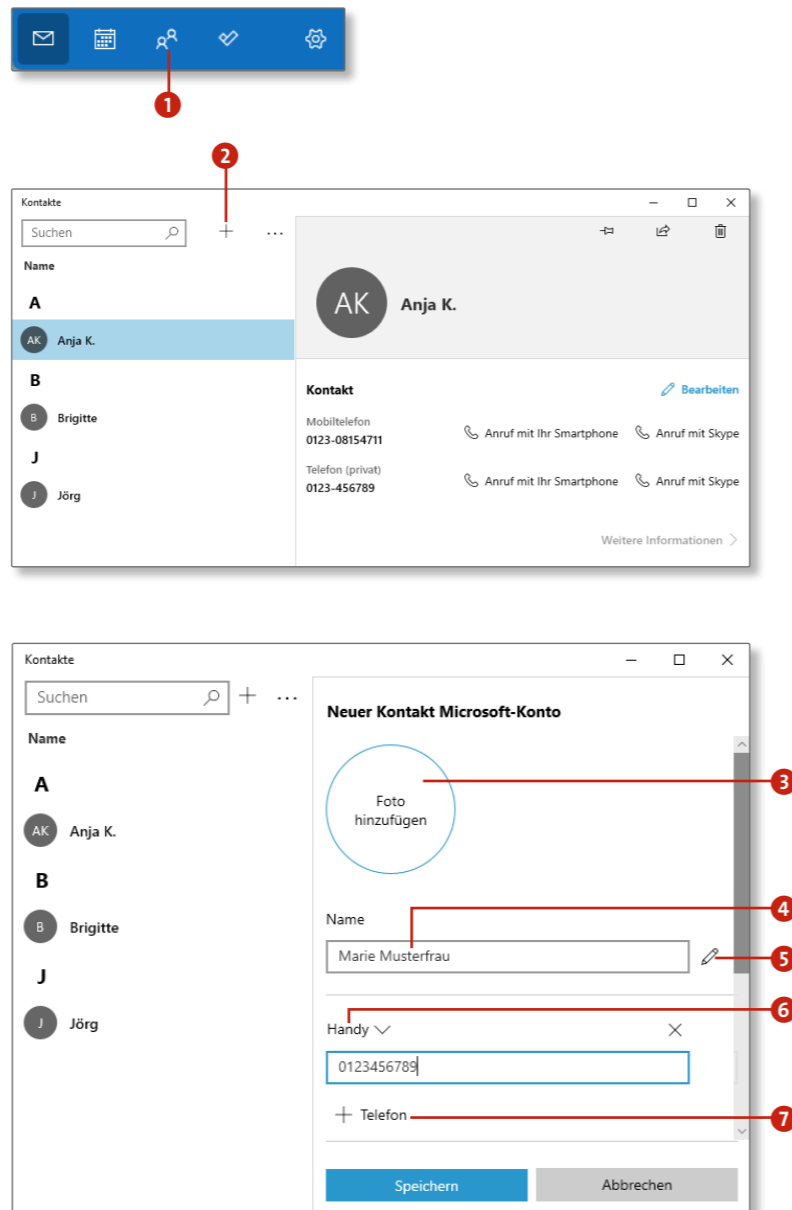 1
2
Kontakte
Suchen
Name
A
AK Anja K.
B
B Brigitte
J
J Jörg
AK Anja K.
Kontakt Bearbeiten
Mobiltelefon
0123-08154711 Anruf mit Ihr Smartphone Anruf mit Skype
Telefon (privat)
0123-456789 Anruf mit Ihr Smartphone Anruf mit Skype
Weitere Informationen
Kontakte
Suchen
Name
A
AK Anja K.
B
B Brigitte
J
J Jörg
Neuer Kontakt Microsoft-Konto
Foto
hinzufügen
3
Name
4
Marie Musterfrau
5
6
Handy
0123456789
Telefon
7
Speichern Abbrechen